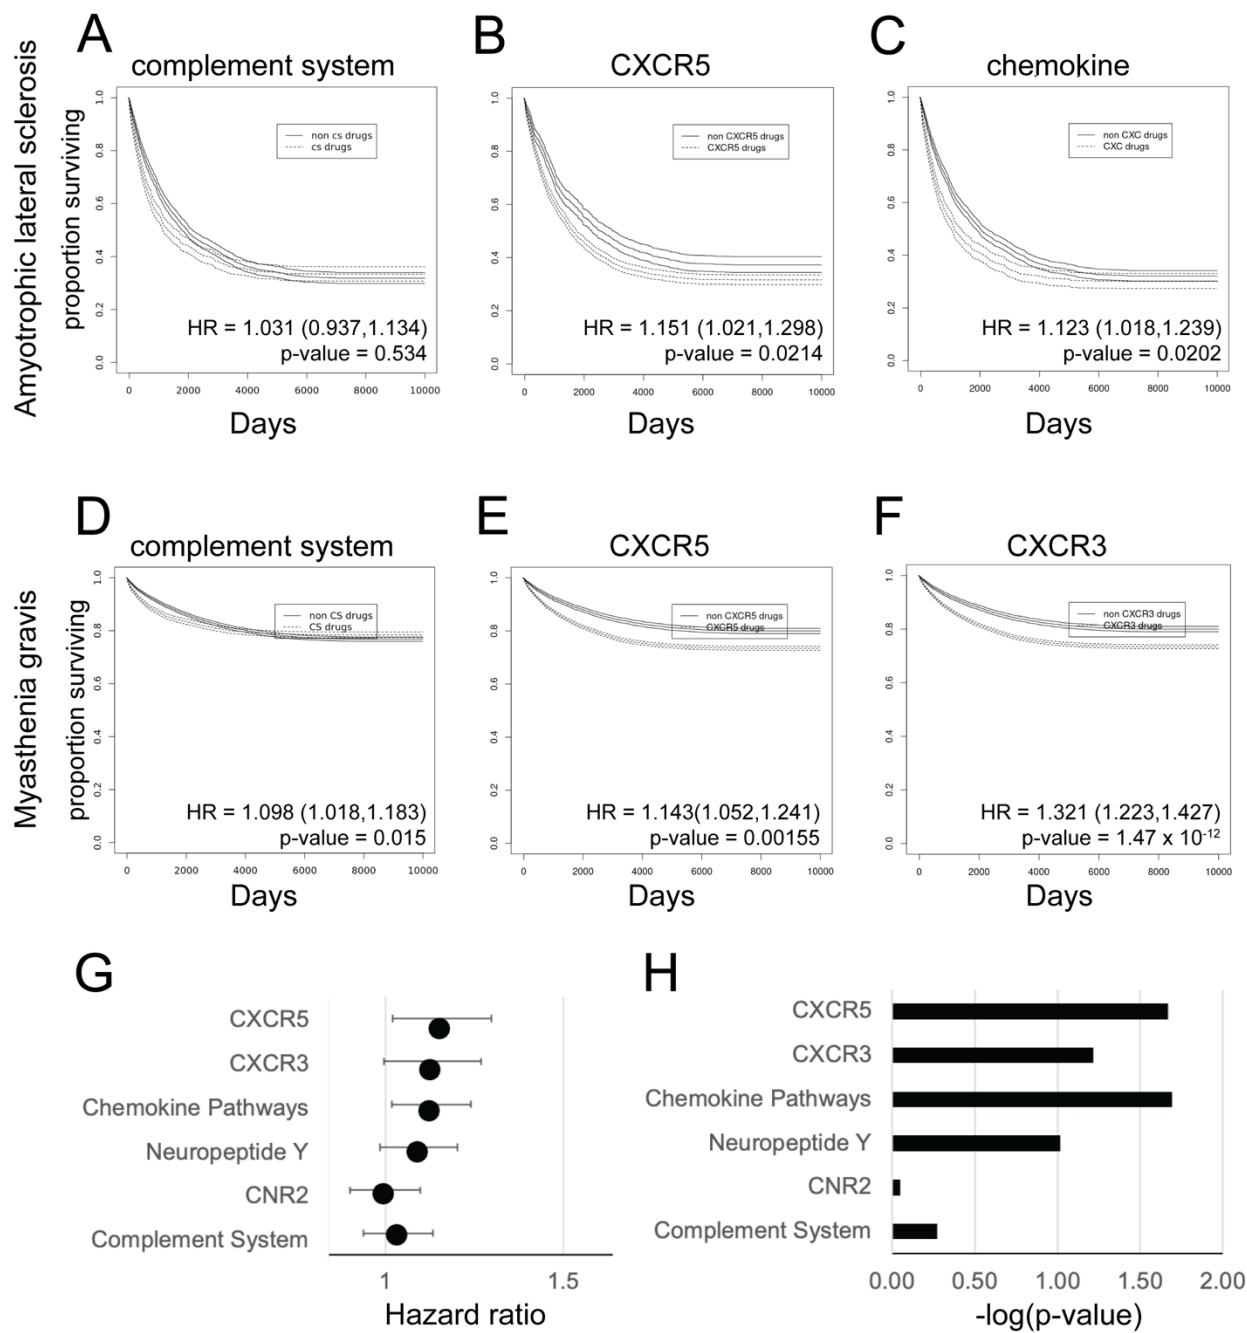 A
B
C
complement system
CXCR5
chemokine
Amyotrophic lateral sclerosis
proportion surviving
1.0
0.8
0.6
0.4
0.2
0.0
non cs drugs
cs drugs
HR = 1.031 (0.937,1.134)
p-value = 0.534
0 2000 4000 6000 8000 10000
Days
1.0
0.8
0.6
0.4
0.2
0.0
non CXCR5 drugs
CXCR5 drugs
HR = 1.151 (1.021,1.298)
p-value = 0.0214
0 2000 4000 6000 8000 10000
Days
1.0
0.8
0.6
0.4
0.2
0.0
non CXC drugs
CXC drugs
HR = 1.123 (1.018,1.239)
p-value = 0.0202
0 2000 4000 6000 8000 10000
Days
D
E
F
complement system
CXCR5
CXCR3
Myasthenia gravis
proportion surviving
1.0
0.8
0.6
0.4
0.2
0.0
non CS drugs
CS drugs
HR = 1.098 (1.018,1.183)
p-value = 0.015
0 2000 4000 6000 8000 10000
Days
1.0
0.8
0.6
0.4
0.2
0.0
non CXCR5 drugs
CXCR5 drugs
HR = 1.143(1.052,1.241)
p-value = 0.00155
0 2000 4000 6000 8000 10000
Days
1.0
0.8
0.6
0.4
0.2
0.0
non CXCR3 drugs
CXCR3 drugs
HR = 1.321 (1.223,1.427)
p-value = 1.47 x 10⁻¹²
0 2000 4000 6000 8000 10000
Days
G
CXCR5
CXCR3
Chemokine Pathways
Neuropeptide Y
CNR2
Complement System
1 1.5
Hazard ratio
H
CXCR5
CXCR3
Chemokine Pathways
Neuropeptide Y
CNR2
Complement System
0.00 0.50 1.00 1.50 2.00
-log(p-value)